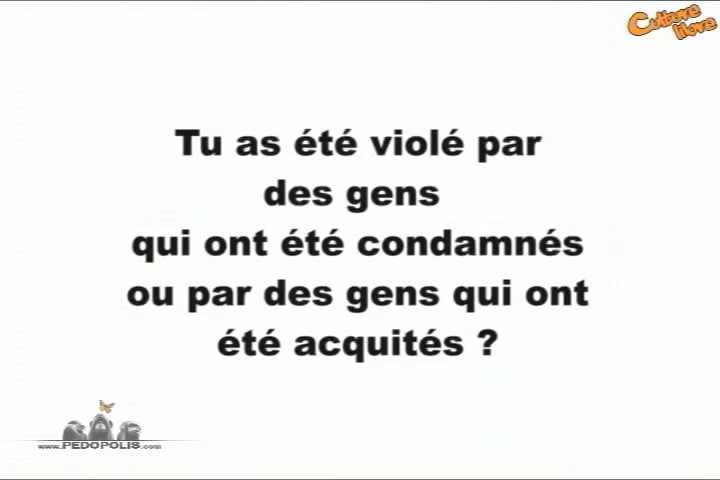 Culture
libre
Tu as été violé par
des gens
qui ont été condamnés
ou par des gens qui ont
été acquités ?
www.PEDOPOLIS.com